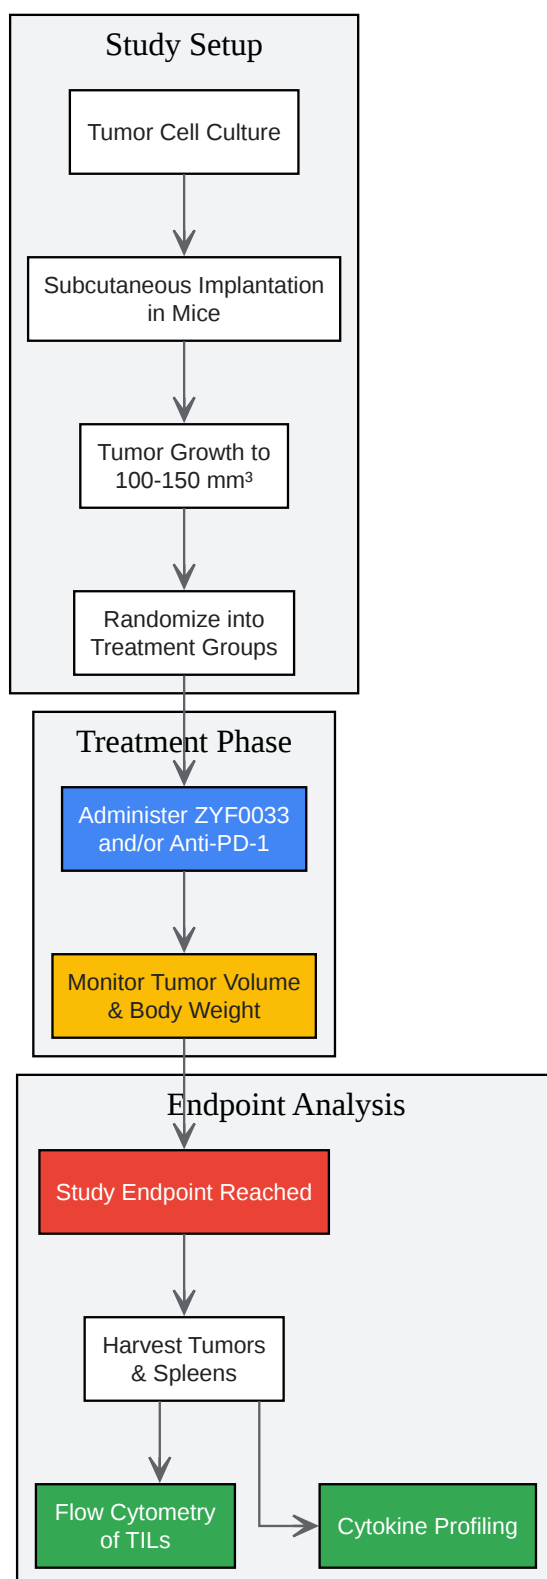 Study Setup
Tumor Cell Culture
Subcutaneous Implantation
in Mice
Tumor Growth to
100-150 mm³
Randomize into
Treatment Groups
Treatment Phase
Administer ZYF0033
and/or Anti-PD-1
Monitor Tumor Volume
& Body Weight
Endpoint Analysis
Study Endpoint Reached
Harvest Tumors
& Spleens
Flow Cytometry
of TILs
Cytokine Profiling